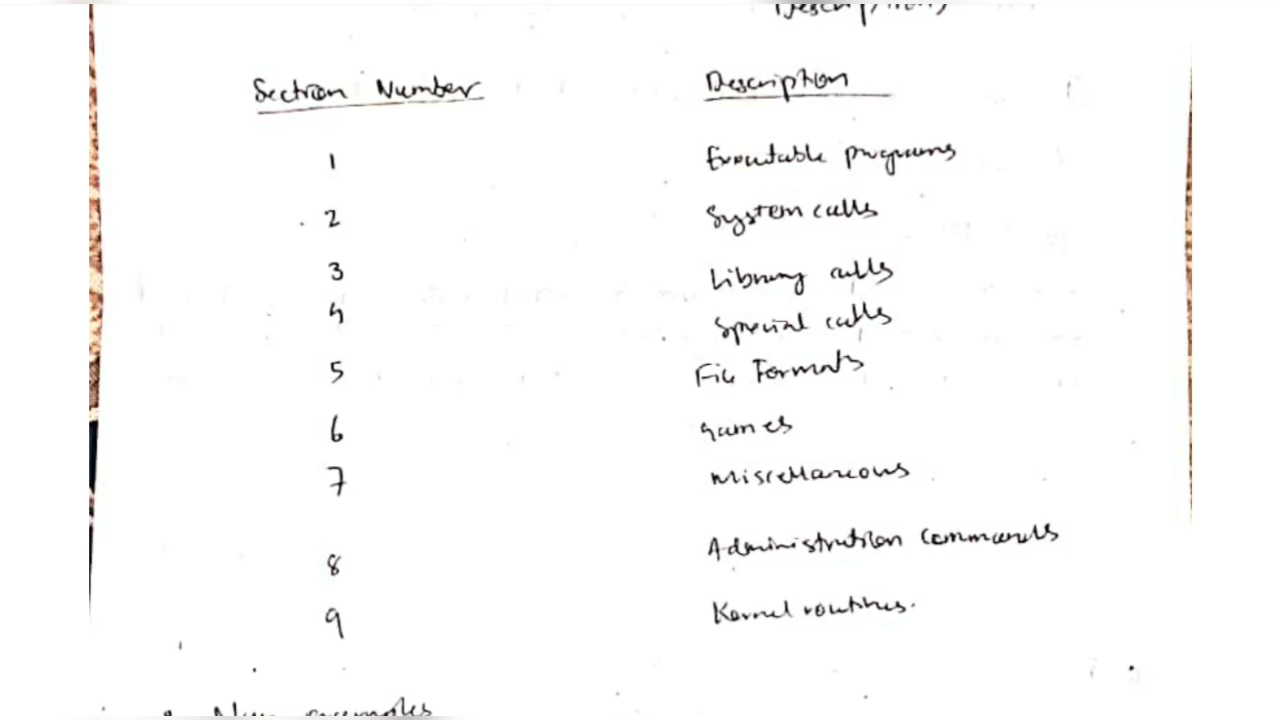 Description
Section Number Description
1 Executable programs
2 System calls
3 Library calls
4 Special calls
5 File Formats
6 games
7 Miscellaneous
8 Administration commands
9 Kernel routines.